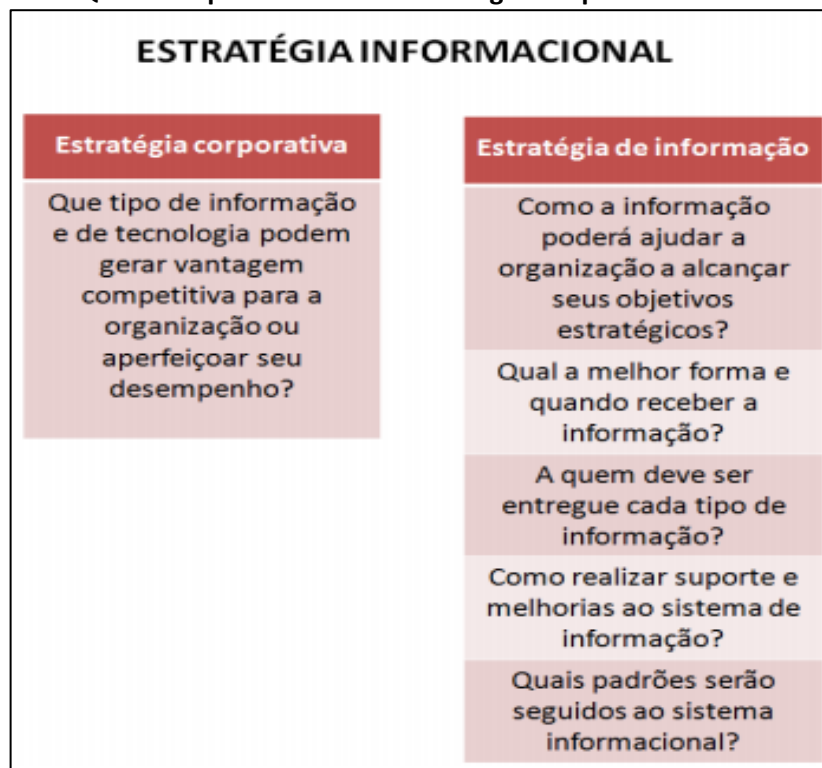 ESTRATÉGIA INFORMACIONAL
Estratégia corporativa
Que tipo de informação
e de tecnologia podem
gerar vantagem
competitiva para a
organização ou
aperfeiçoar seu
desempenho?
Estratégia de informação
Como a informação
poderá ajudar a
organização a alcançar
seus objetivos
estratégicos?
Qual a melhor forma e
quando receber a
informação?
A quem deve ser
entregue cada tipo de
informação?
Como realizar suporte e
melhorias ao sistema de
informação?
Quais padrões serão
seguidos ao sistema
informacional?